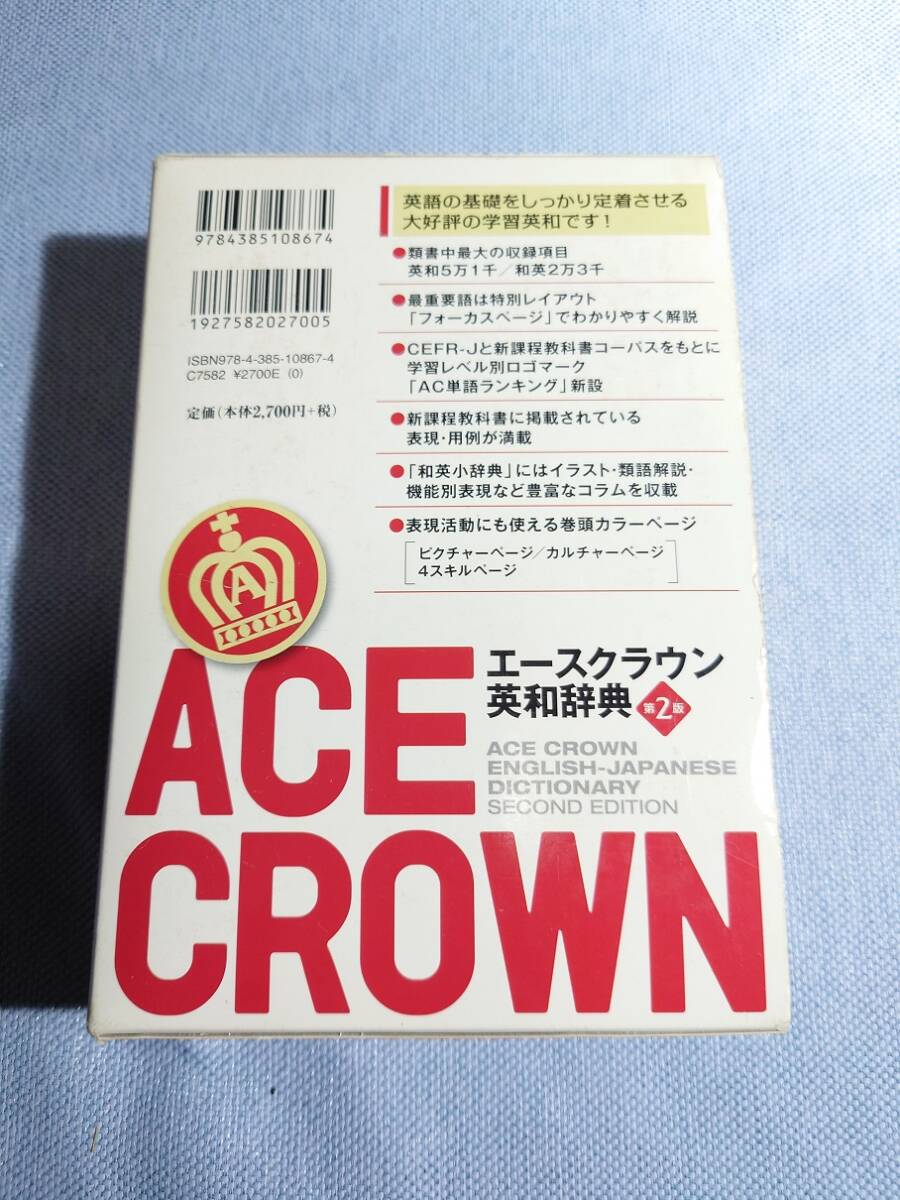 9784385108674
1927582027005
ISBN978-4-385-10867-4
C7582 ¥2700E (0)
定価(本体2,700円+税)
英語の基礎をしっかり定着させる
大好評の学習英和です！
●類書中最大の収録項目
英和5万1千／和英2万3千
●最重要語は特別レイアウト
「フォーカスページ」でわかりやすく解説
●CEFR-Jと新課程教科書コーパスをもとに
学習レベル別ロゴマーク
「AC単語ランキング」新設
●新課程教科書に掲載されている
表現・用例が満載
●「和英小辞典」にはイラスト・類語解説・
機能別表現など豊富なコラムを収載
●表現活動にも使える巻頭カラーページ
［ピクチャーページ／カルチャーページ
4スキルページ］
A
エースクラウン
英和辞典 第2版
ACE CROWN
ENGLISH-JAPANESE
DICTIONARY
SECOND EDITION
ACE
CROWN